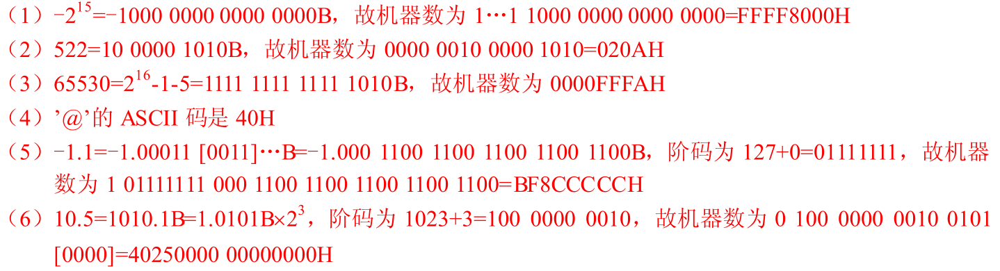 （1）-2^15=-1000 0000 0000 0000B，故机器数为 1…1 1000 0000 0000 0000=FFFF8000H
（2）522=10 0000 1010B，故机器数为 0000 0010 0000 1010=020AH
（3）65530=2^16-1-5=1111 1111 1111 1010B，故机器数为 0000FFFAH
（4）’@’的 ASCII 码是 40H
（5）-1.1=-1.00011 [0011]…B=-1.000 1100 1100 1100 1100 1100B，阶码为 127+0=01111111，故机器
数为 1 01111111 000 1100 1100 1100 1100 1100=BF8CCCCCH
（6）10.5=1010.1B=1.0101B×2^3，阶码为 1023+3=100 0000 0010，故机器数为 0 100 0000 0010 0101
[0000]=40250000 00000000H